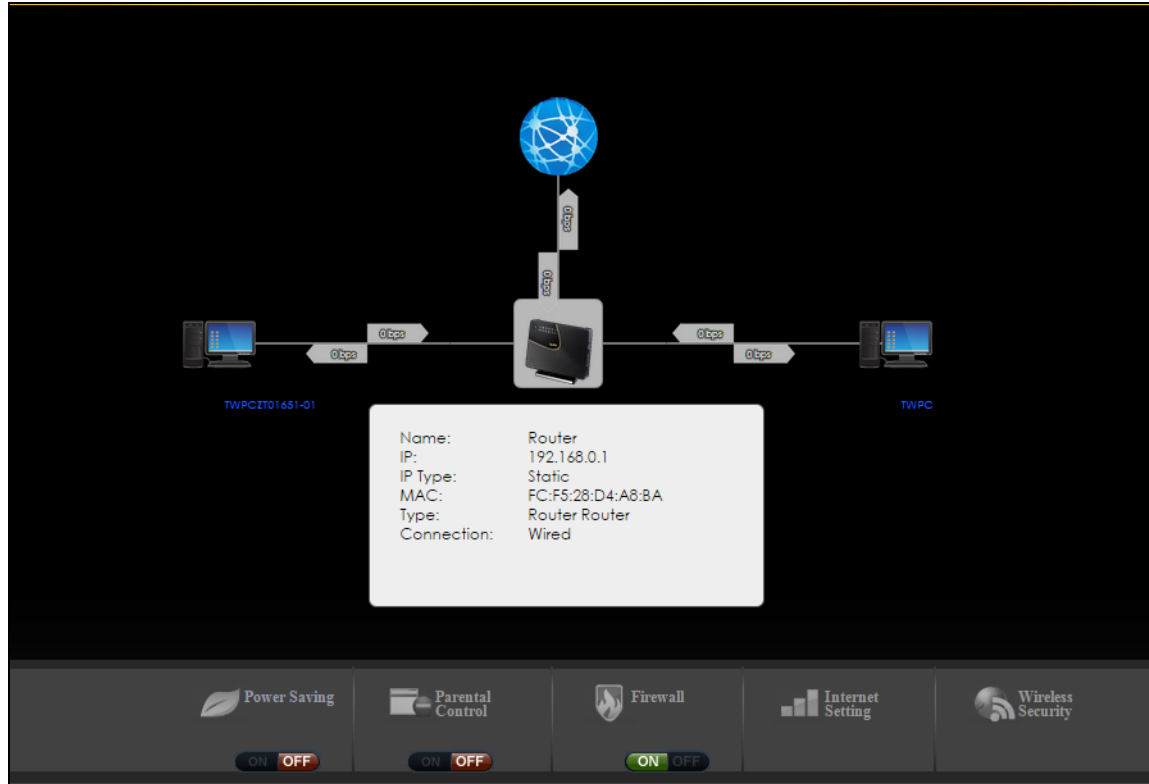 0 bps
0 bps
0 bps
0 bps
0 bps
0 bps
TWPCZT01651-01
TWPC
Name: Router
IP: 192.168.0.1
IP Type: Static
MAC: FC:F5:28:D4:A8:BA
Type: Router Router
Connection: Wired
Power Saving
Parental
Control
Firewall
Internet
Setting
Wireless
Security
ON OFF
ON OFF
ON OFF